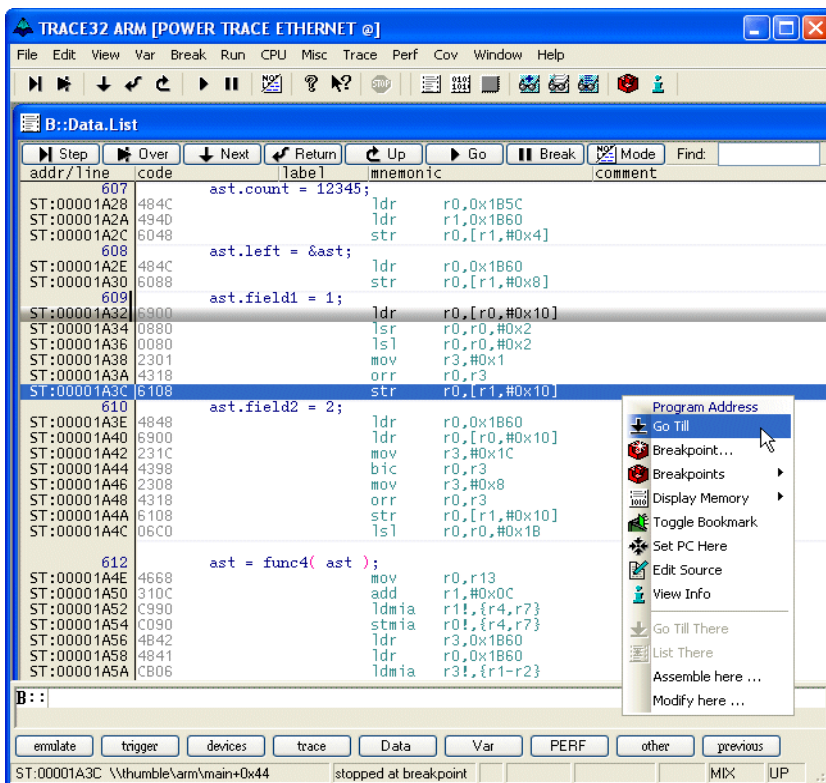 TRACE32 ARM [POWER TRACE ETHERNET @]
File Edit View Var Break Run CPU Misc Trace Perf Cov Window Help
B::Data.List
Step Over Next Return Up Go Break Mode Find:
addr/line code label mnemonic comment
607 ast.count = 12345;
ST:00001A28 484C ldr r0,0x1B5C
ST:00001A2A 494D ldr r1,0x1B60
ST:00001A2C 6048 str r0,[r1,#0x4]
608 ast.left = &ast;
ST:00001A2E 484C ldr r0,0x1B60
ST:00001A30 6088 str r0,[r1,#0x8]
609 ast.field1 = 1;
ST:00001A32 6900 ldr r0,[r0,#0x10]
ST:00001A34 0880 lsr r0,r0,#0x2
ST:00001A36 0080 lsl r0,r0,#0x2
ST:00001A38 2301 mov r3,#0x1
ST:00001A3A 4318 orr r0,r3
ST:00001A3C 6108 str r0,[r1,#0x10]
610 ast.field2 = 2;
ST:00001A3E 4848 ldr r0,0x1B60
ST:00001A40 6900 ldr r0,[r0,#0x10]
ST:00001A42 231C mov r3,#0x1C
ST:00001A44 4398 bic r0,r3
ST:00001A46 2308 mov r3,#0x8
ST:00001A48 4318 orr r0,r3
ST:00001A4A 6108 str r0,[r1,#0x10]
ST:00001A4C 06C0 lsl r0,r0,#0x1B
612 ast = func4( ast );
ST:00001A4E 4668 mov r0,r13
ST:00001A50 310C add r1,#0x0C
ST:00001A52 C990 ldmia r1!,{r4,r7}
ST:00001A54 C090 stmia r0!,{r4,r7}
ST:00001A56 4B42 ldr r3,0x1B60
ST:00001A58 4841 ldr r0,0x1B60
ST:00001A5A CB06 ldmia r3!,{r1-r2}
Program Address
Go Till
Breakpoint...
Breakpoints
Display Memory
Toggle Bookmark
Set PC Here
Edit Source
View Info
Go Till There
List There
Assemble here ...
Modify here ...
B::
emulate trigger devices trace Data Var PERF other previous
ST:00001A3C \\thumble\arm\main+0x44 stopped at breakpoint MIX UP